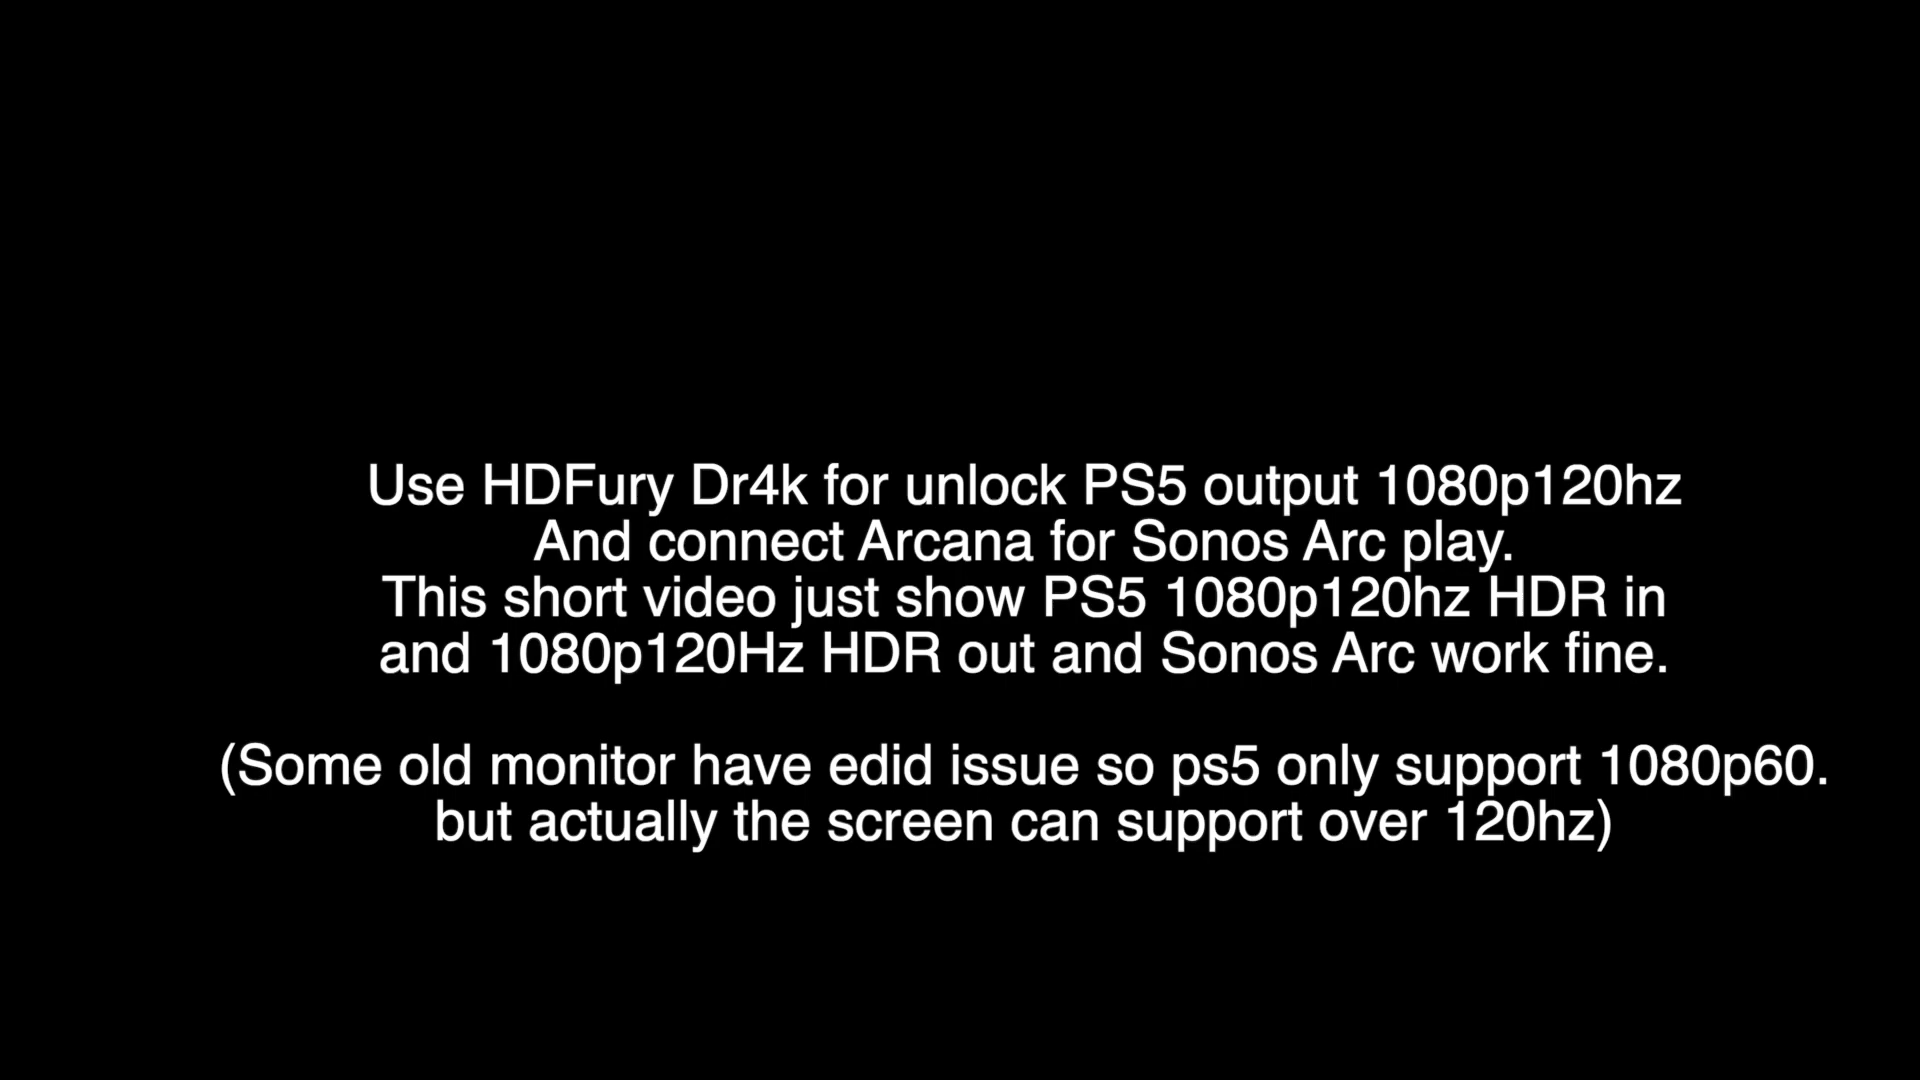 Use HDFury Dr4k for unlock PS5 output 1080p120hz
And connect Arcana for Sonos Arc play.
This short video just show PS5 1080p120hz HDR in
and 1080p120Hz HDR out and Sonos Arc work fine.
(Some old monitor have edid issue so ps5 only support 1080p60.
but actually the screen can support over 120hz)